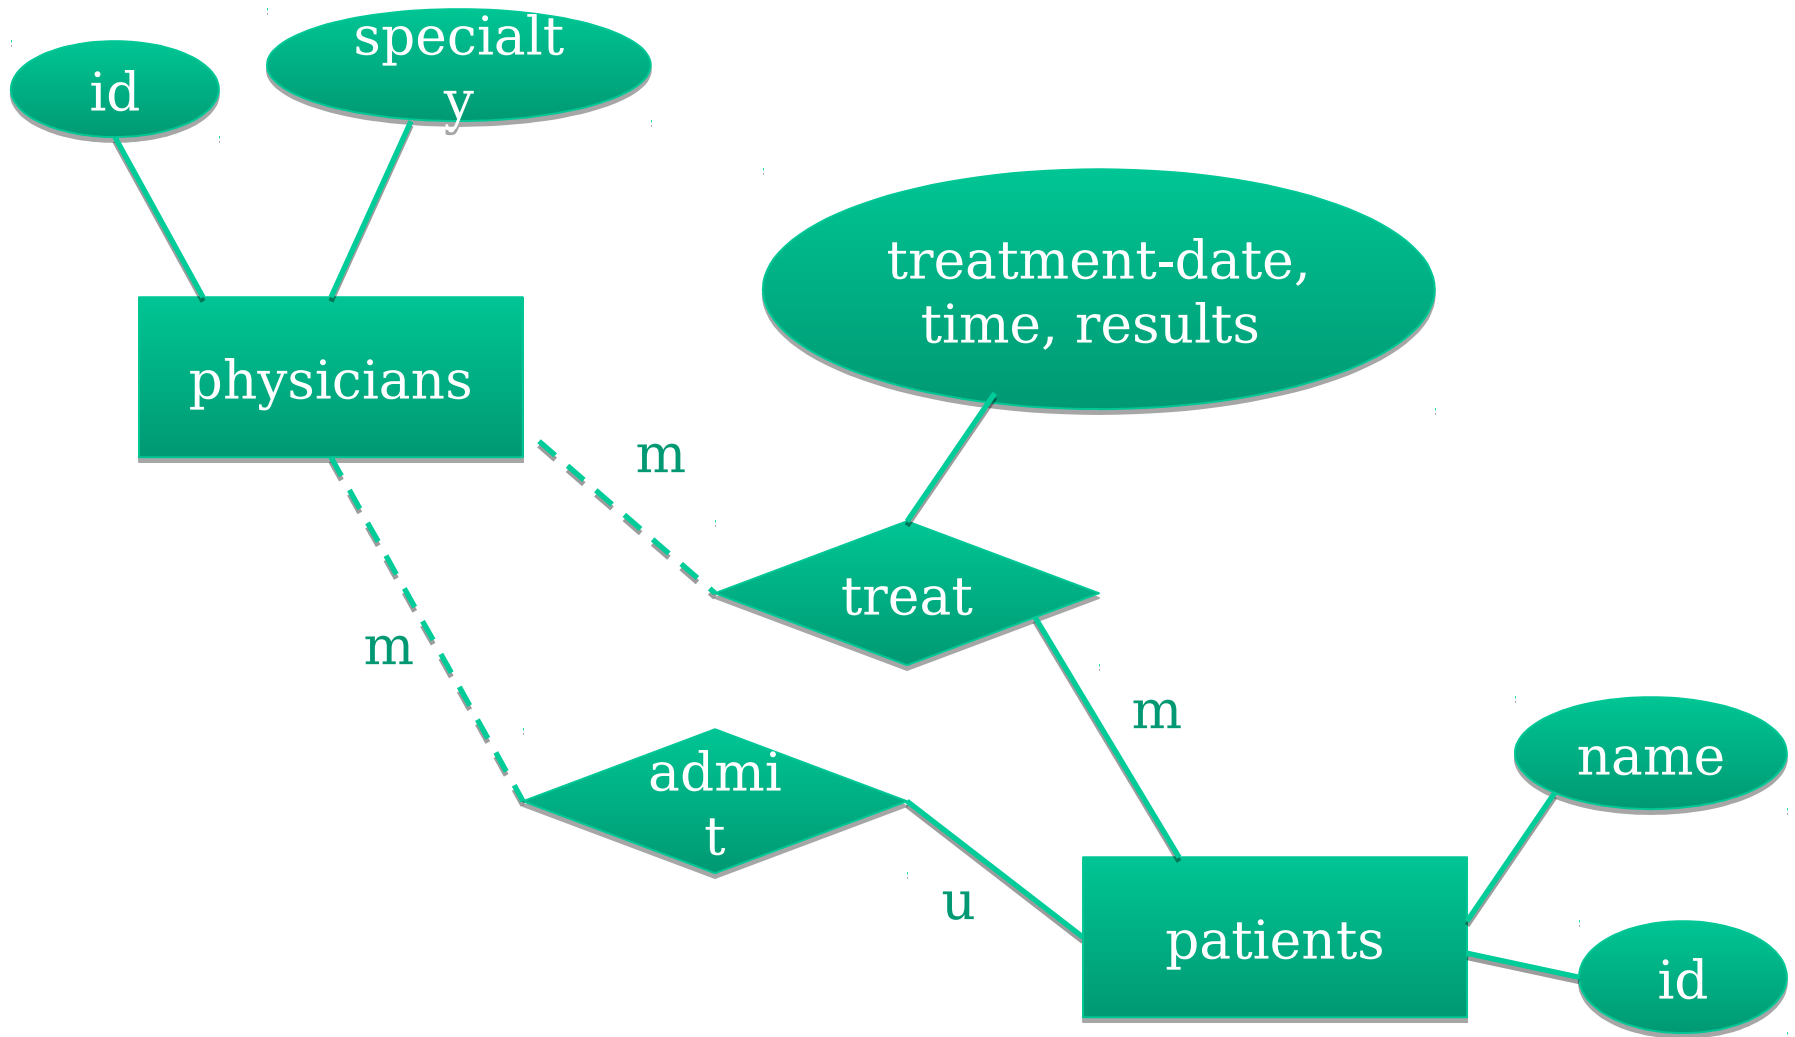 specialt
y
id
treatment-date,
time, results
physicians
m
treat
m
m
admi
t
name
u
patients
id